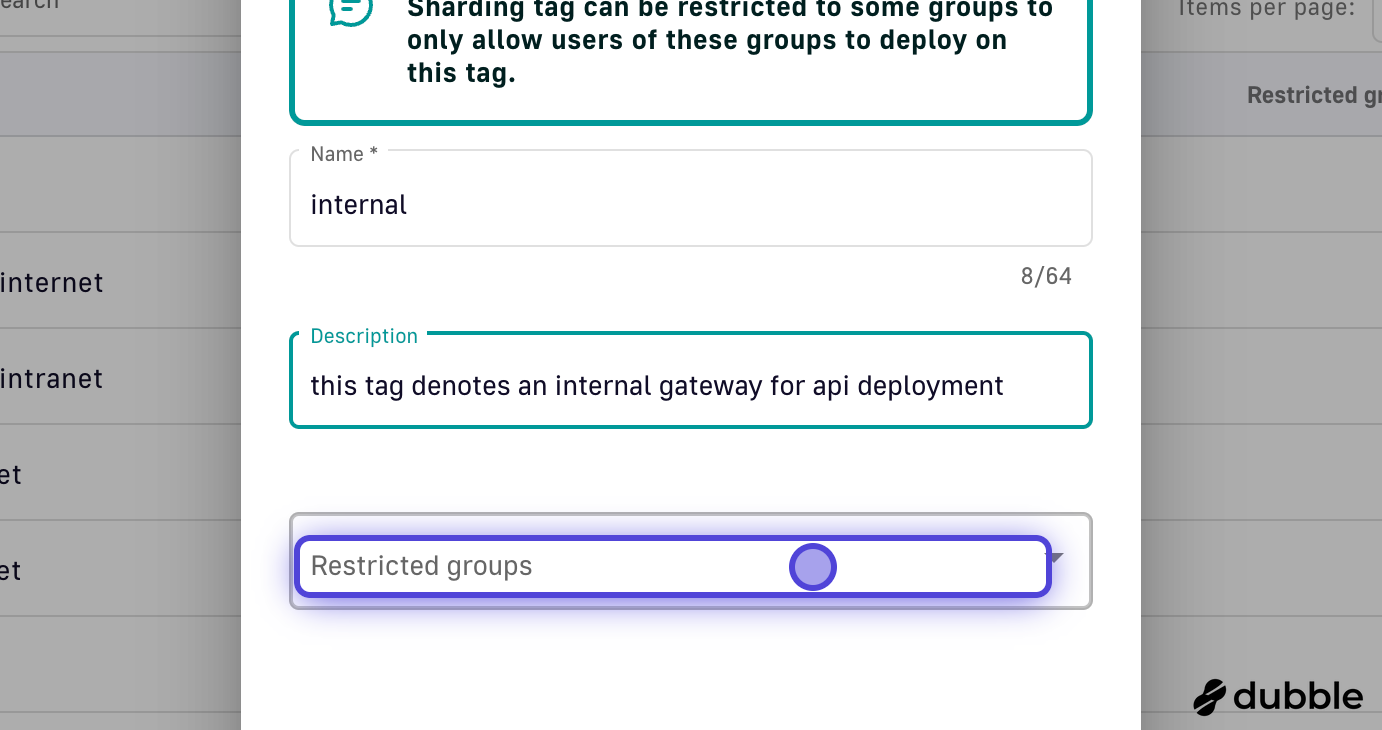 earch
Items per page:
Sharding tag can be restricted to some groups to
only allow users of these groups to deploy on
this tag.
Restricted gr
Name *
internal
8/64
internet
Description
intranet
this tag denotes an internal gateway for api deployment
et
Restricted groups
et
dubble